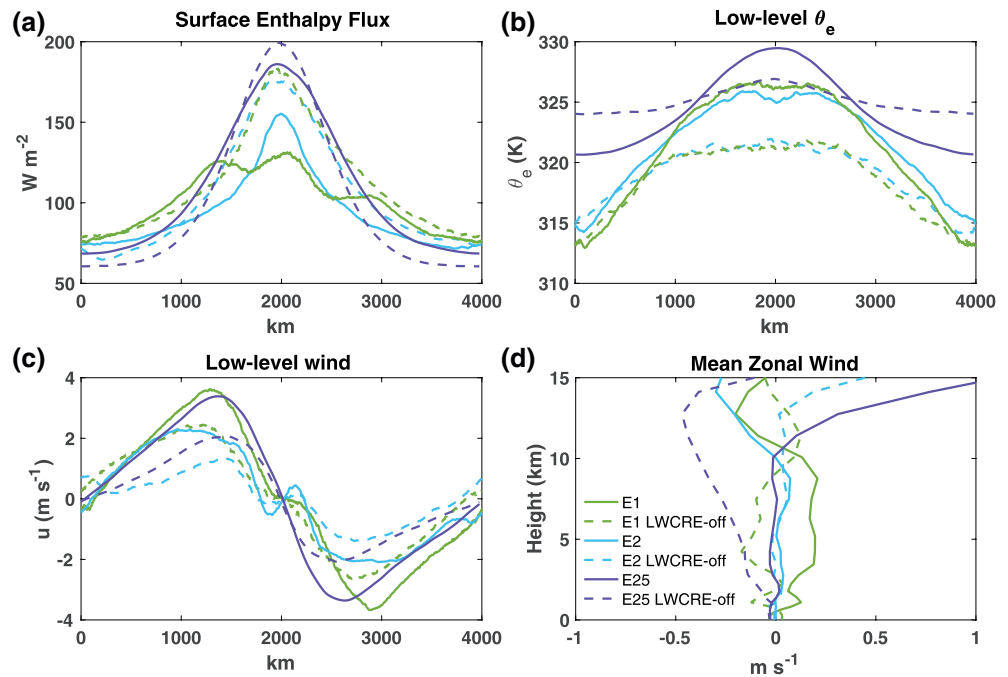 (a)
Surface Enthalpy Flux
200
150
100
50
W m⁻²
0 1000 2000 3000 4000
km
(b)
Low-level θₑ
330
325
320
315
310
θₑ (K)
0 1000 2000 3000 4000
km
(c)
Low-level wind
4
2
0
-2
-4
u (m s⁻¹)
0 1000 2000 3000 4000
km
(d)
Mean Zonal Wind
15
10
5
0
Height (km)
E1
E1 LWCRE-off
E2
E2 LWCRE-off
E25
E25 LWCRE-off
-1 -0.5 0 0.5 1
m s⁻¹